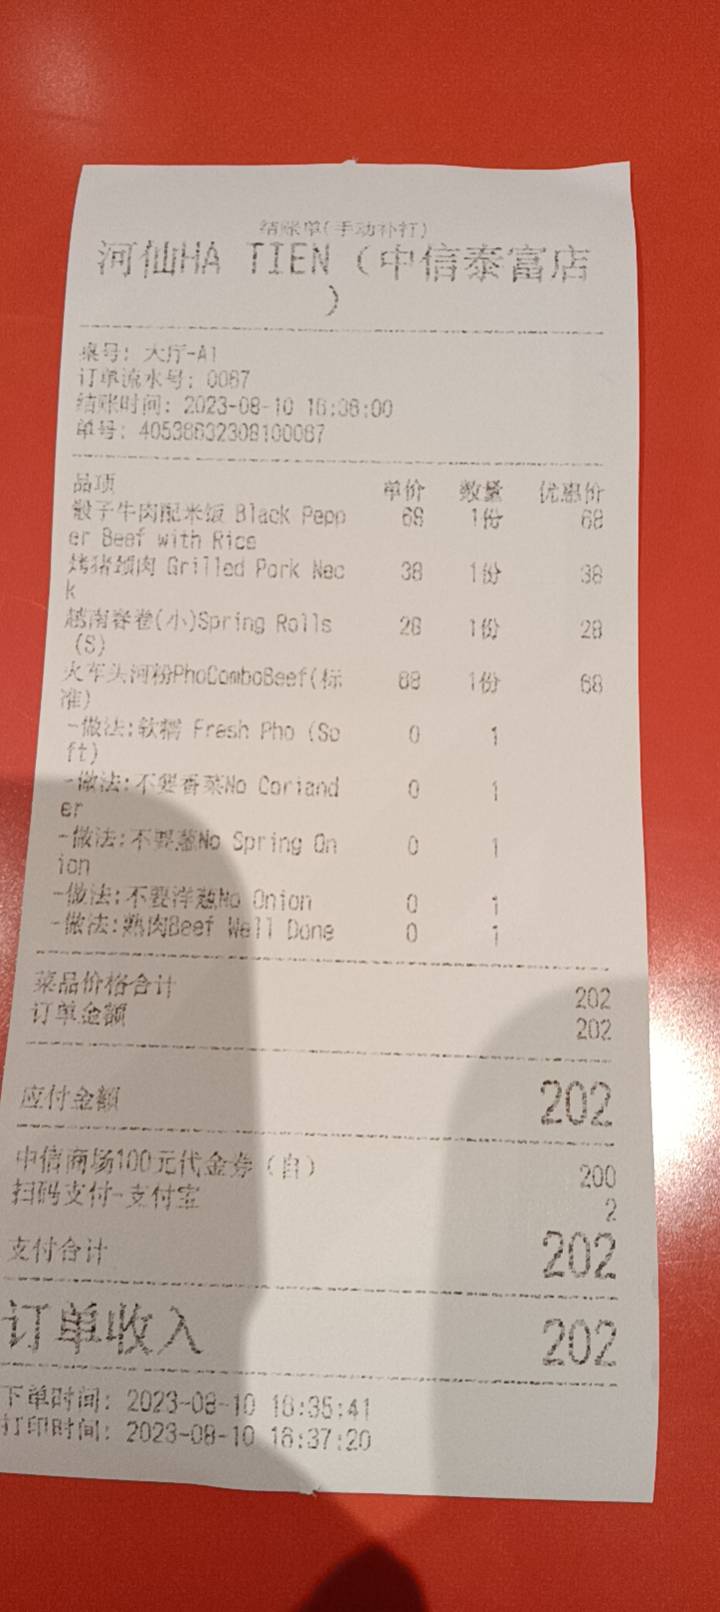 结账单(手动补打)
河仙HA TIEN（中信泰富店
）
桌号: 大厅-A1
订单流水号: 0067
结账时间: 2023-08-10 16:36:00
单号: 40538632308100067
品项 单价 数量 优惠价
骰子牛肉配米饭 Black Pepp 68 1份 68
er Beef with Rice
烤猪颈肉 Grilled Pork Nec 38 1份 38
k
越南春卷(小)Spring Rolls 28 1份 28
(S)
火车头河粉PhoComboBeef(标 68 1份 68
准)
-做法:软糯 Fresh Pho (So 0 1
ft)
-做法:不要香菜No Coriand 0 1
er
-做法:不要葱No Spring On 0 1
ion
-做法:不要洋葱No Onion 0 1
-做法:熟肉Beef Well Done 0 1
菜品价格合计 202
订单金额 202
应付金额 202
中信商场100元代金券（自） 200
扫码支付-支付宝 2
支付合计 202
订单收入 202
下单时间: 2023-08-10 16:35:41
打印时间: 2023-08-10 16:37:20